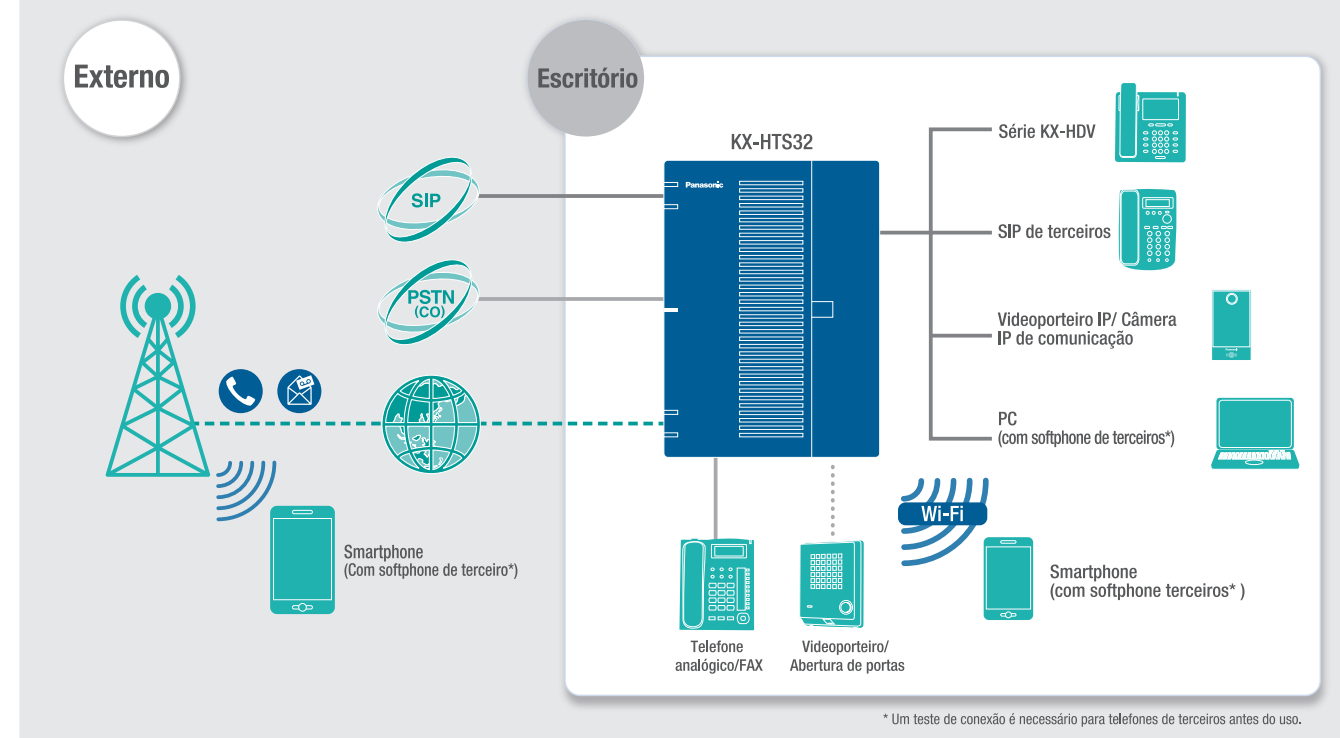 Externo
Escritório
KX-HTS32
Panasonic
SIP
PSTN
(CO)
Série KX-HDV
SIP de terceiros
Videoporteiro IP/ Câmera
IP de comunicação
PC
(com softphone de terceiros*)
Wi-Fi
Smartphone
(Com softphone de terceiro*)
Smartphone
(com softphone terceiros* )
Telefone
analógico/FAX
Videoporteiro/
Abertura de portas
* Um teste de conexão é necessário para telefones de terceiros antes do uso.